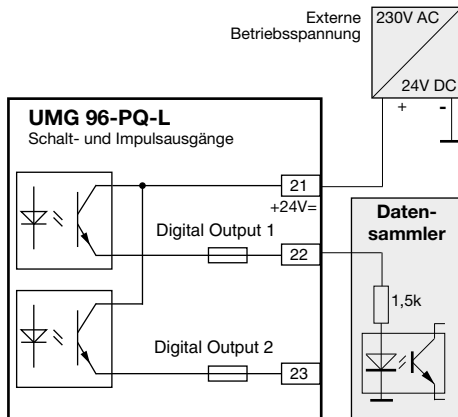 Externe
Betriebsspannung
230V AC
24V DC
+ -
UMG 96-PQ-L
Schalt- und Impulsausgänge
21
+24V=
Digital Output 1
22
Daten-
sammler
1,5k
Digital Output 2
23